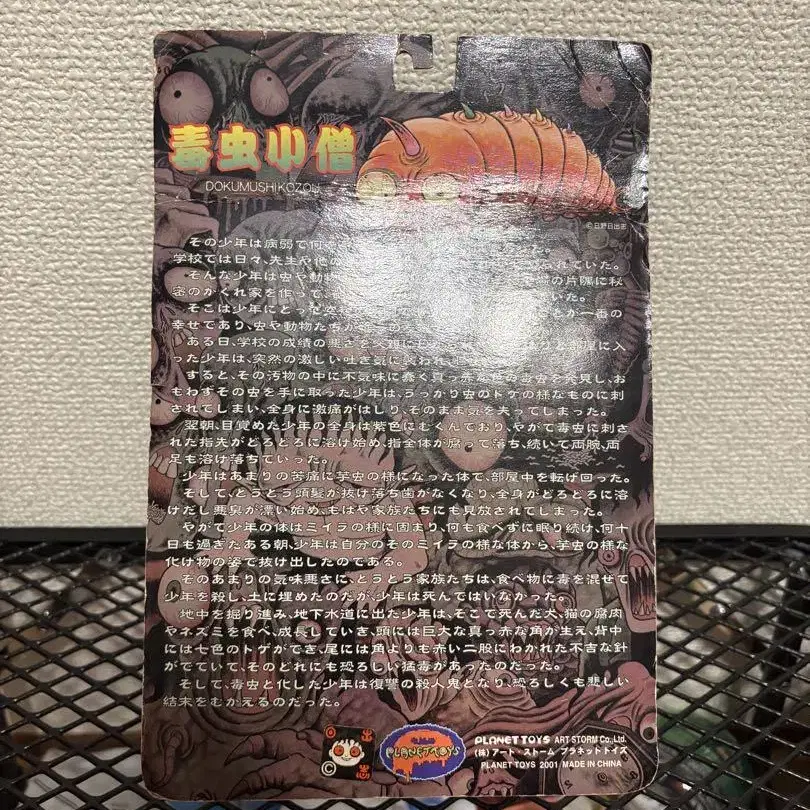 毒虫小僧
DOKUMUSHIKOZOU
©日野日出志
その少年は病弱で何を
学校では日々、先生や他の れていた。
そんな少年は虫や動物 の片隅に秘
密のかくれ家を作って、 いた。
そこは少年にとって が一番の
幸せであり、虫や動物たちが
ある日、学校の成績の悪さを 部屋に入
った少年は、突然の激しい吐き気に襲われ
すると、その汚物の中に不気味に蠢く真っ赤な 毒虫を発見し、お
もわずその虫を手に取った少年は、うっかり虫のトゲの様なものに刺
されてしまい、全身に激痛がはしり、そのまま気を失ってしまった。
翌朝、目覚めた少年の全身は紫色にむくんでおり、やがて毒虫に刺さ
れた指先がどろどろに溶け始め、指全体が腐って落ち、続いて両腕、両
足も溶け落ちていった。
少年はあまりの苦痛に芋虫の様になった体で、部屋中を転げ回った。
そして、とうとう頭髪が抜け落ち歯がなくなり、全身がどろどろに溶
けだし悪臭が漂い始め、もはや家族たちにも見放されてしまった。
やがて少年の体はミイラの様に固まり、何も食べずに眠り続け、何十
日も過ぎたある朝、少年は自分のそのミイラの様な体から、芋虫の様な
化け物の姿で抜け出したのである。
そのあまりの気味悪さに、とうとう家族たちは、食べ物に毒を混ぜて
少年を殺し、土に埋めたのだが、少年は死んではいなかった。
地中を掘り進み、地下水道に出た少年は、そこで死んだ犬、猫の腐肉
やネズミを食べ、成長していき、頭には巨大な真っ赤な角が生え、背中
には七色のトゲができ、尾には角よりも赤い二股にわかれた不吉な針
がでていて、そのどれにも恐ろしい猛毒があったのだった。
そして、毒虫と化した少年は復讐の殺人鬼となり、恐ろしくも悲しい
結末をむかえるのだった。
日 出 志
©
PLANET TOYS
PLANET TOYS ART STORM Co., Ltd.
(株)アート・ストーム プラネットトイズ
PLANET TOYS 2001 MADE IN CHINA